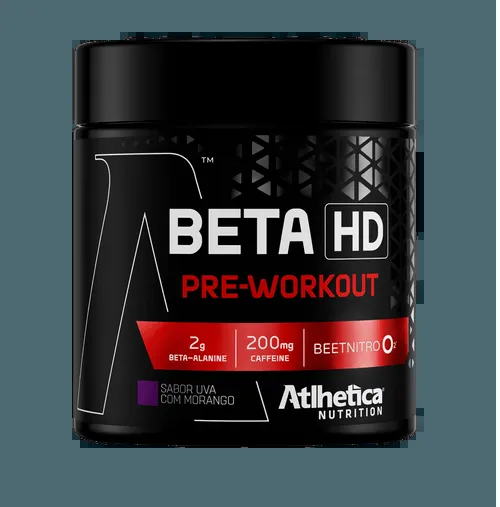 ™
BETA HD
PRE-WORKOUT
2g
BETA-ALANINE
200mg
CAFFEINE
BEETNITRO O2
SABOR UVA
COM MORANGO
Atlhetica
NUTRITION